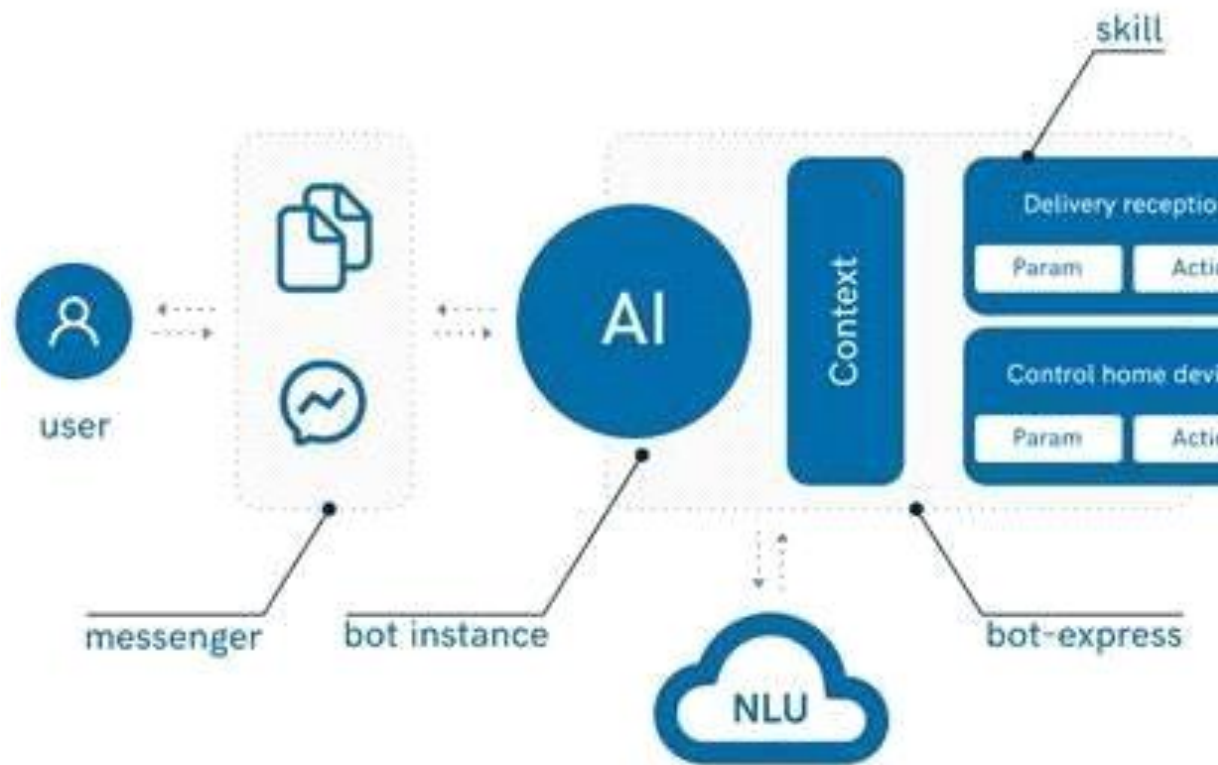 skill
Delivery receptio
Param
Actio
AI
Context
Control home devi
Param
Actio
user
messenger
bot instance
bot-express
NLU